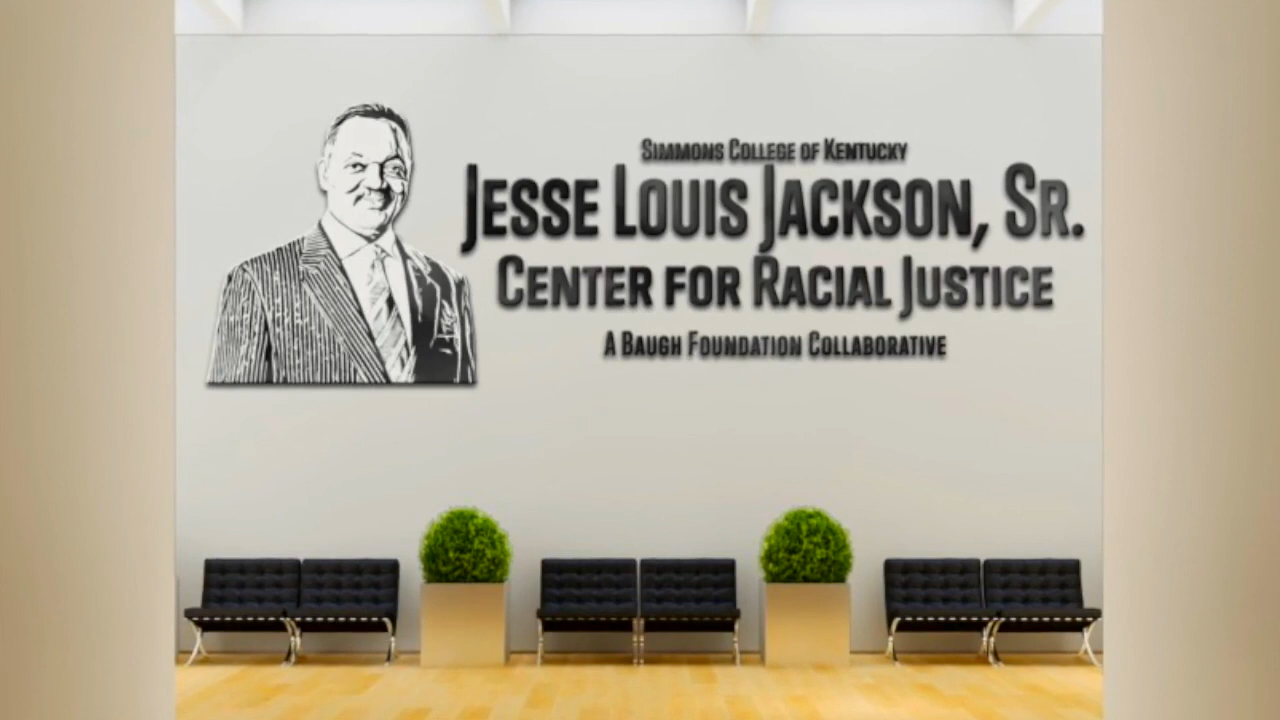 Simmons College of Kentucky
Jesse Louis Jackson, Sr.
Center for Racial Justice
A Baugh Foundation Collaborative